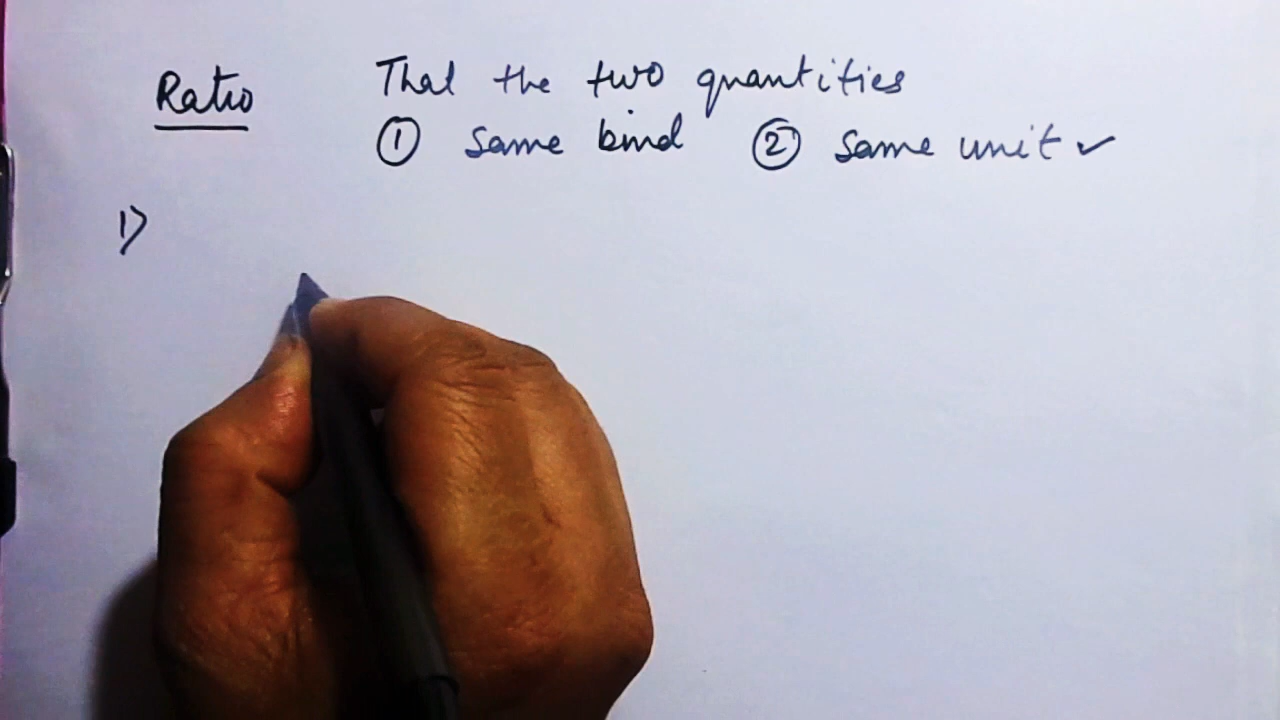 Ratio That the two quantities
① same kind ② same unit ✓
1)